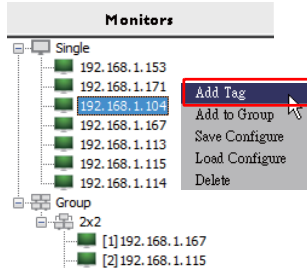 Monitors
Single
192.168.1.153
192.168.1.171
192.168.1.104
192.168.1.167
192.168.1.113
192.168.1.115
192.168.1.114
Group
2x2
[1]192.168.1.167
[2]192.168.1.115
Add Tag
Add to Group
Save Configure
Load Configure
Delete